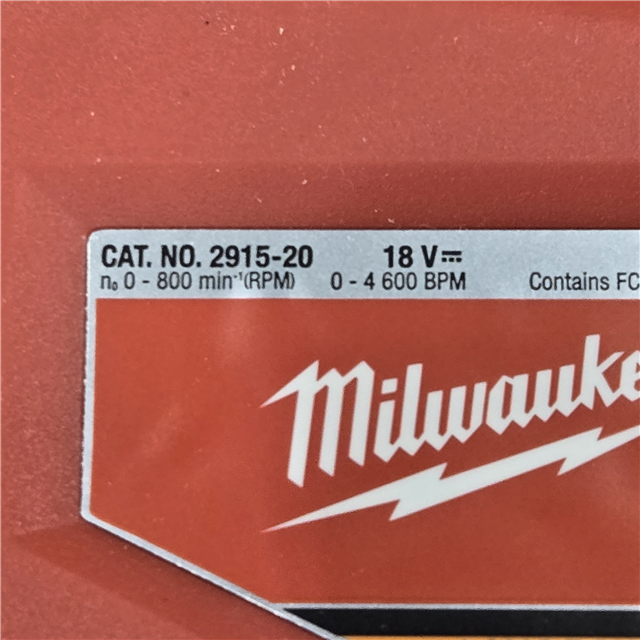 CAT. NO. 2915-20 18 V⎓
n₀ 0 - 800 min⁻¹(RPM) 0 - 4 600 BPM Contains FC
Milwauke